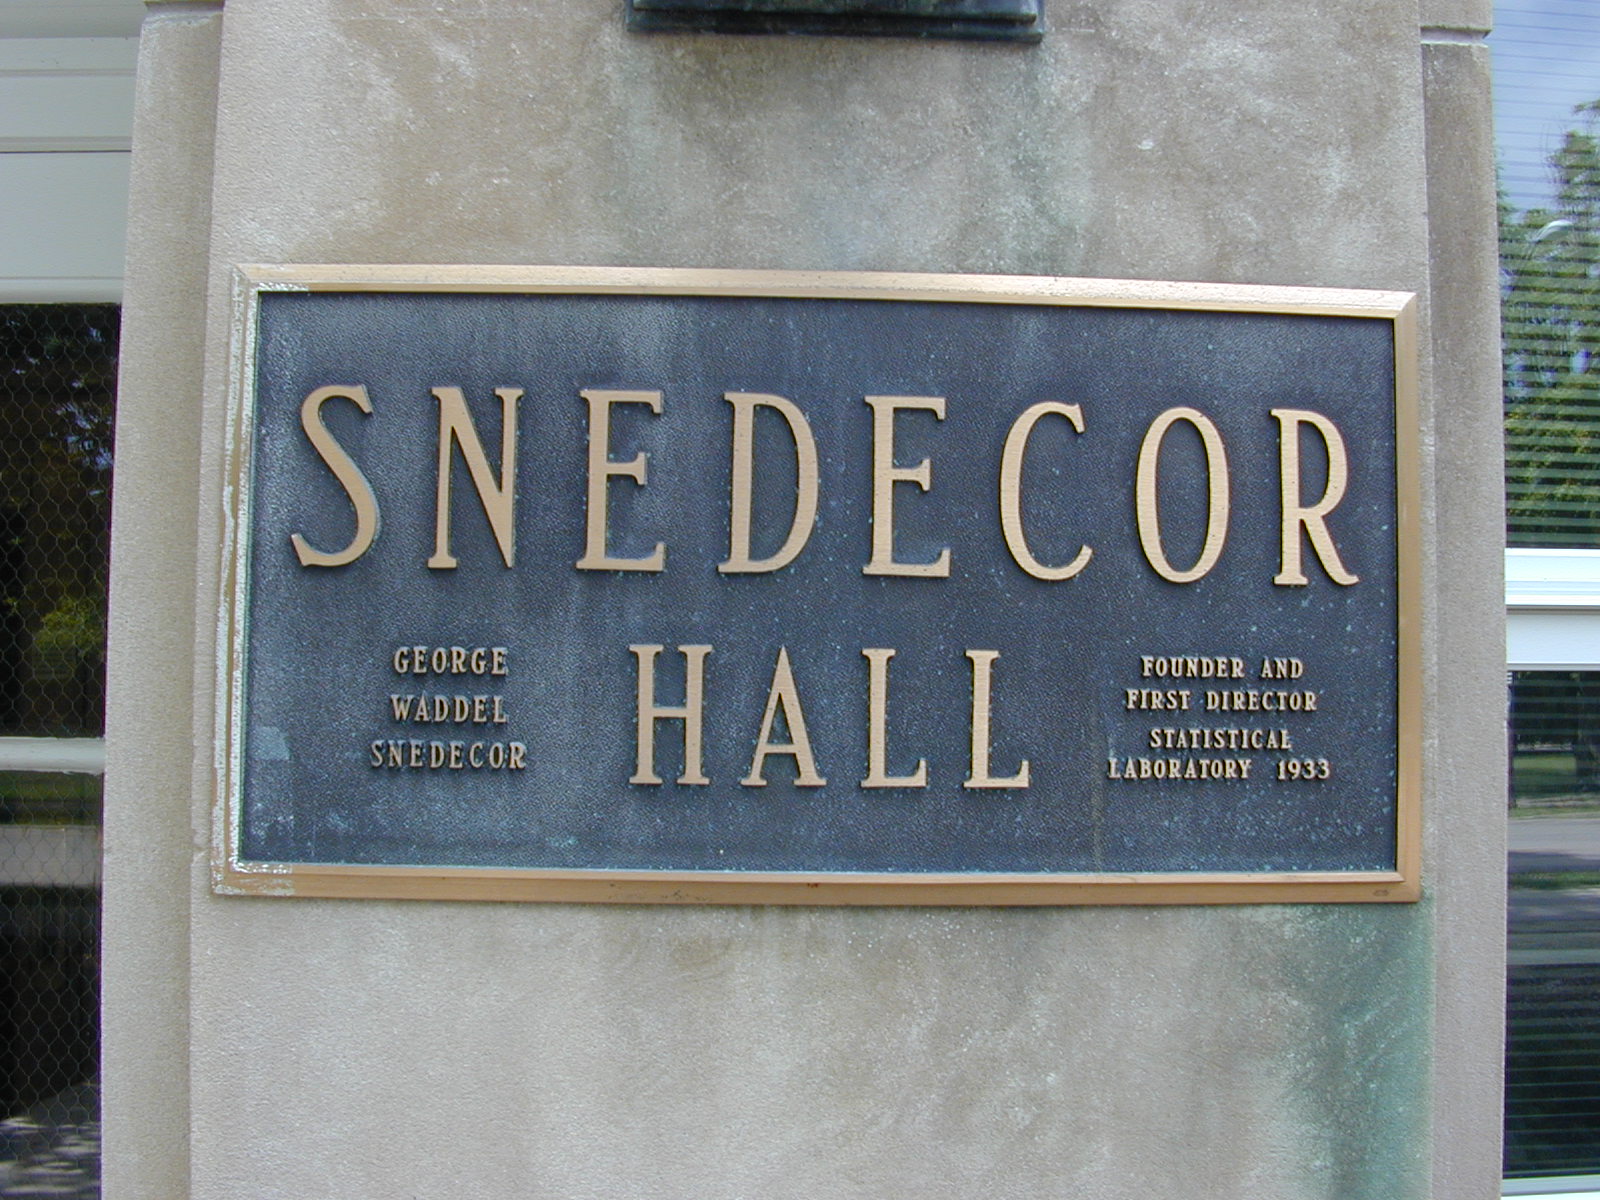 SNEDECOR
HALL
GEORGE
WADDEL
SNEDECOR
FOUNDER AND
FIRST DIRECTOR
STATISTICAL
LABORATORY 1933